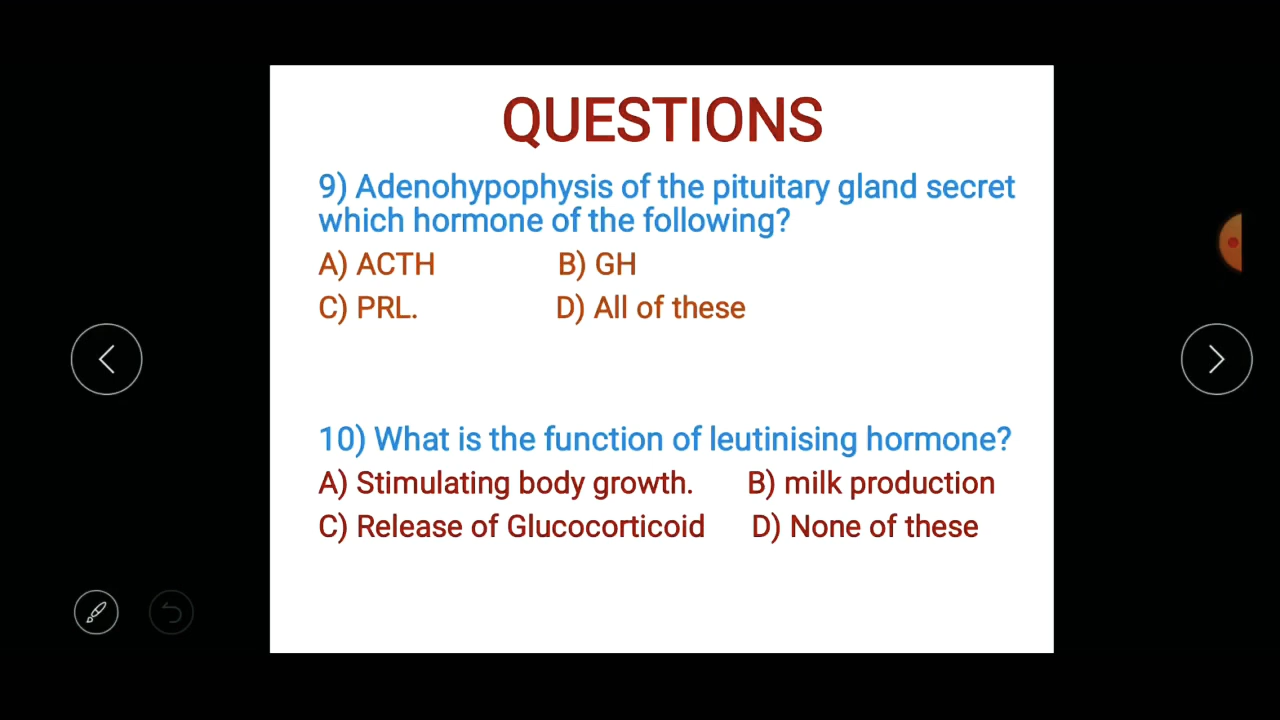 QUESTIONS
9) Adenohypophysis of the pituitary gland secret
which hormone of the following?
A) ACTH B) GH
C) PRL. D) All of these
10) What is the function of leutinising hormone?
A) Stimulating body growth. B) milk production
C) Release of Glucocorticoid D) None of these